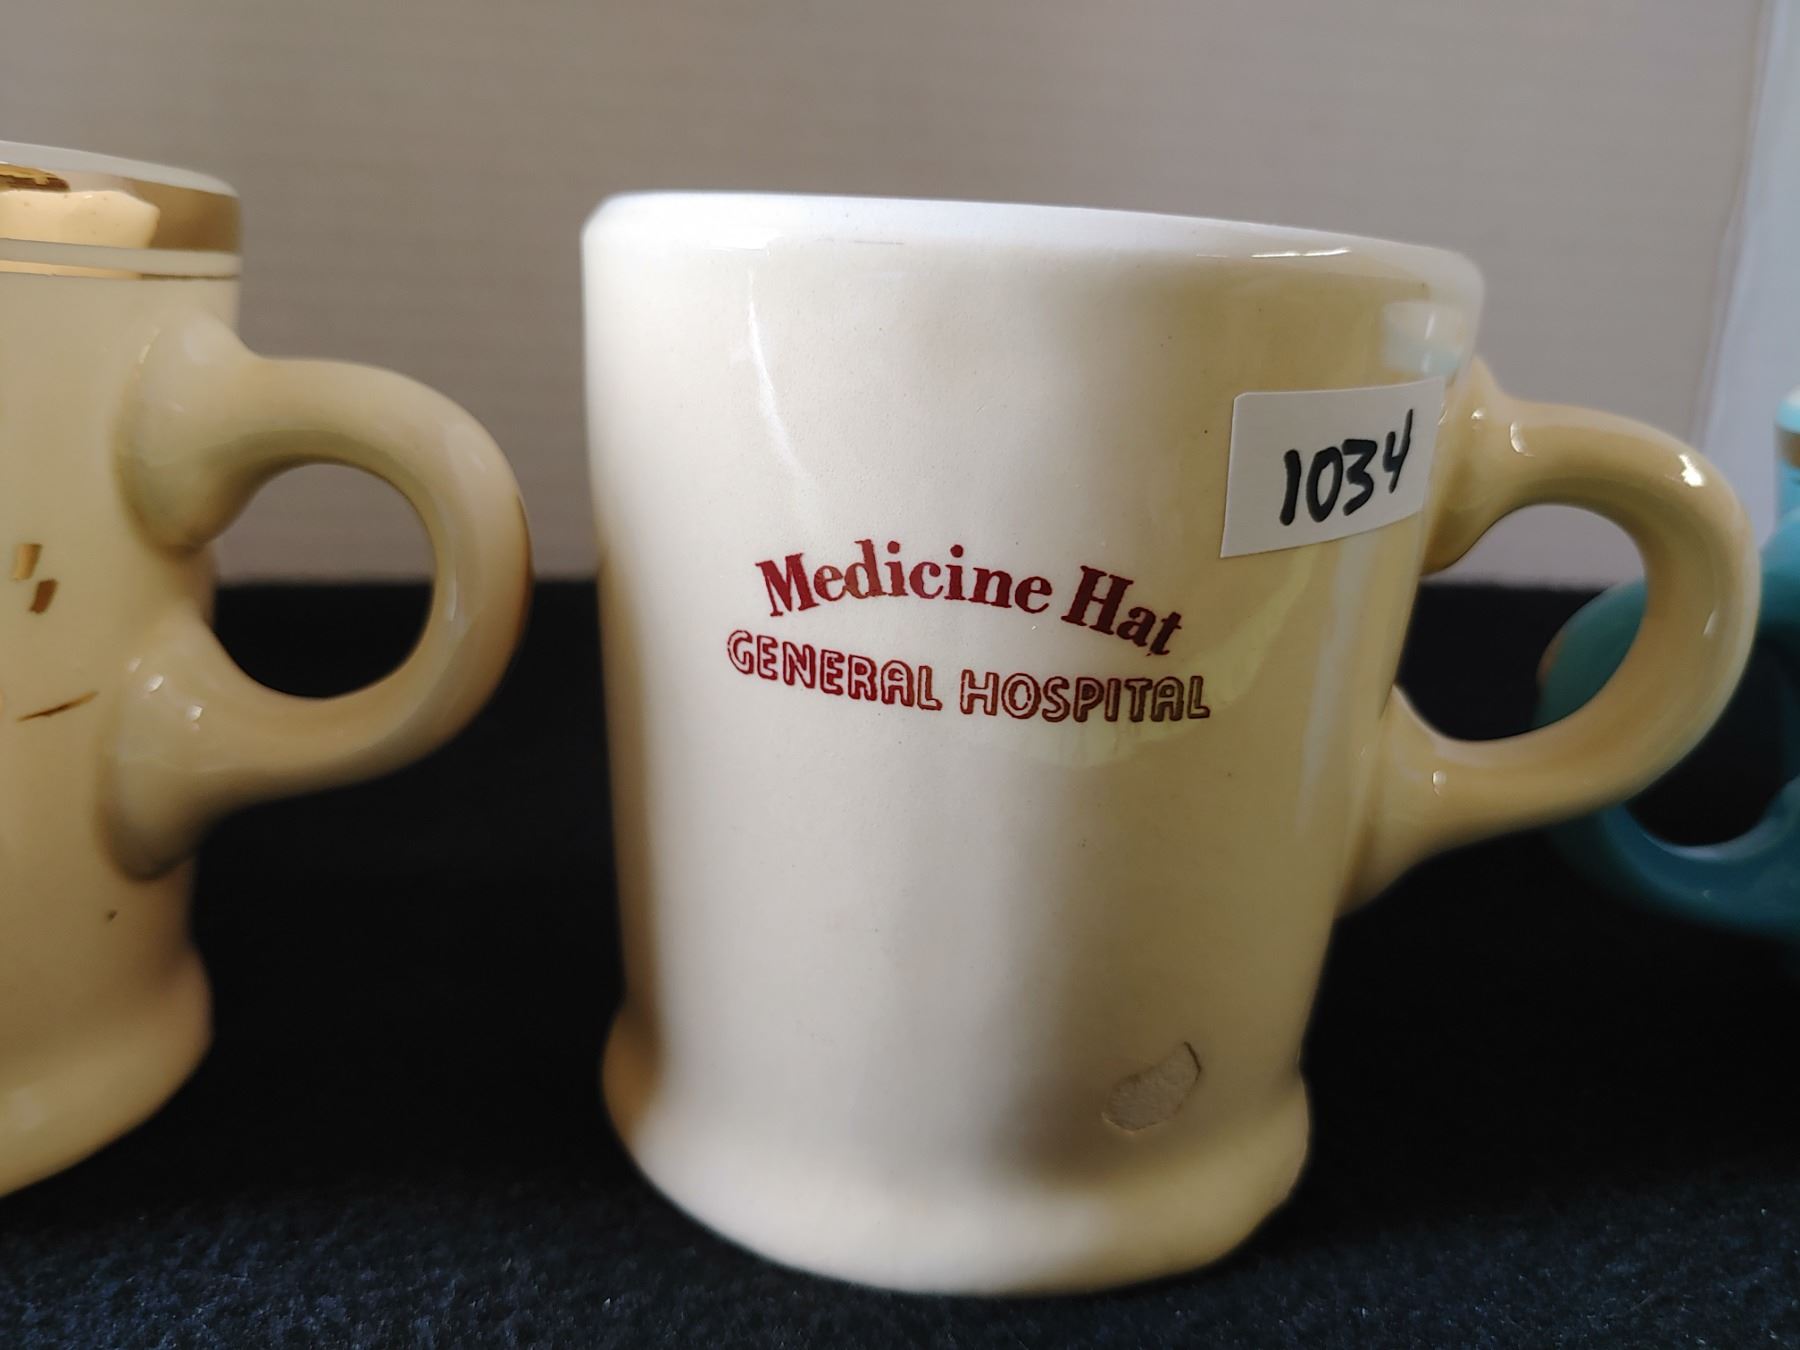 1034
Medicine Hat
GENERAL HOSPITAL